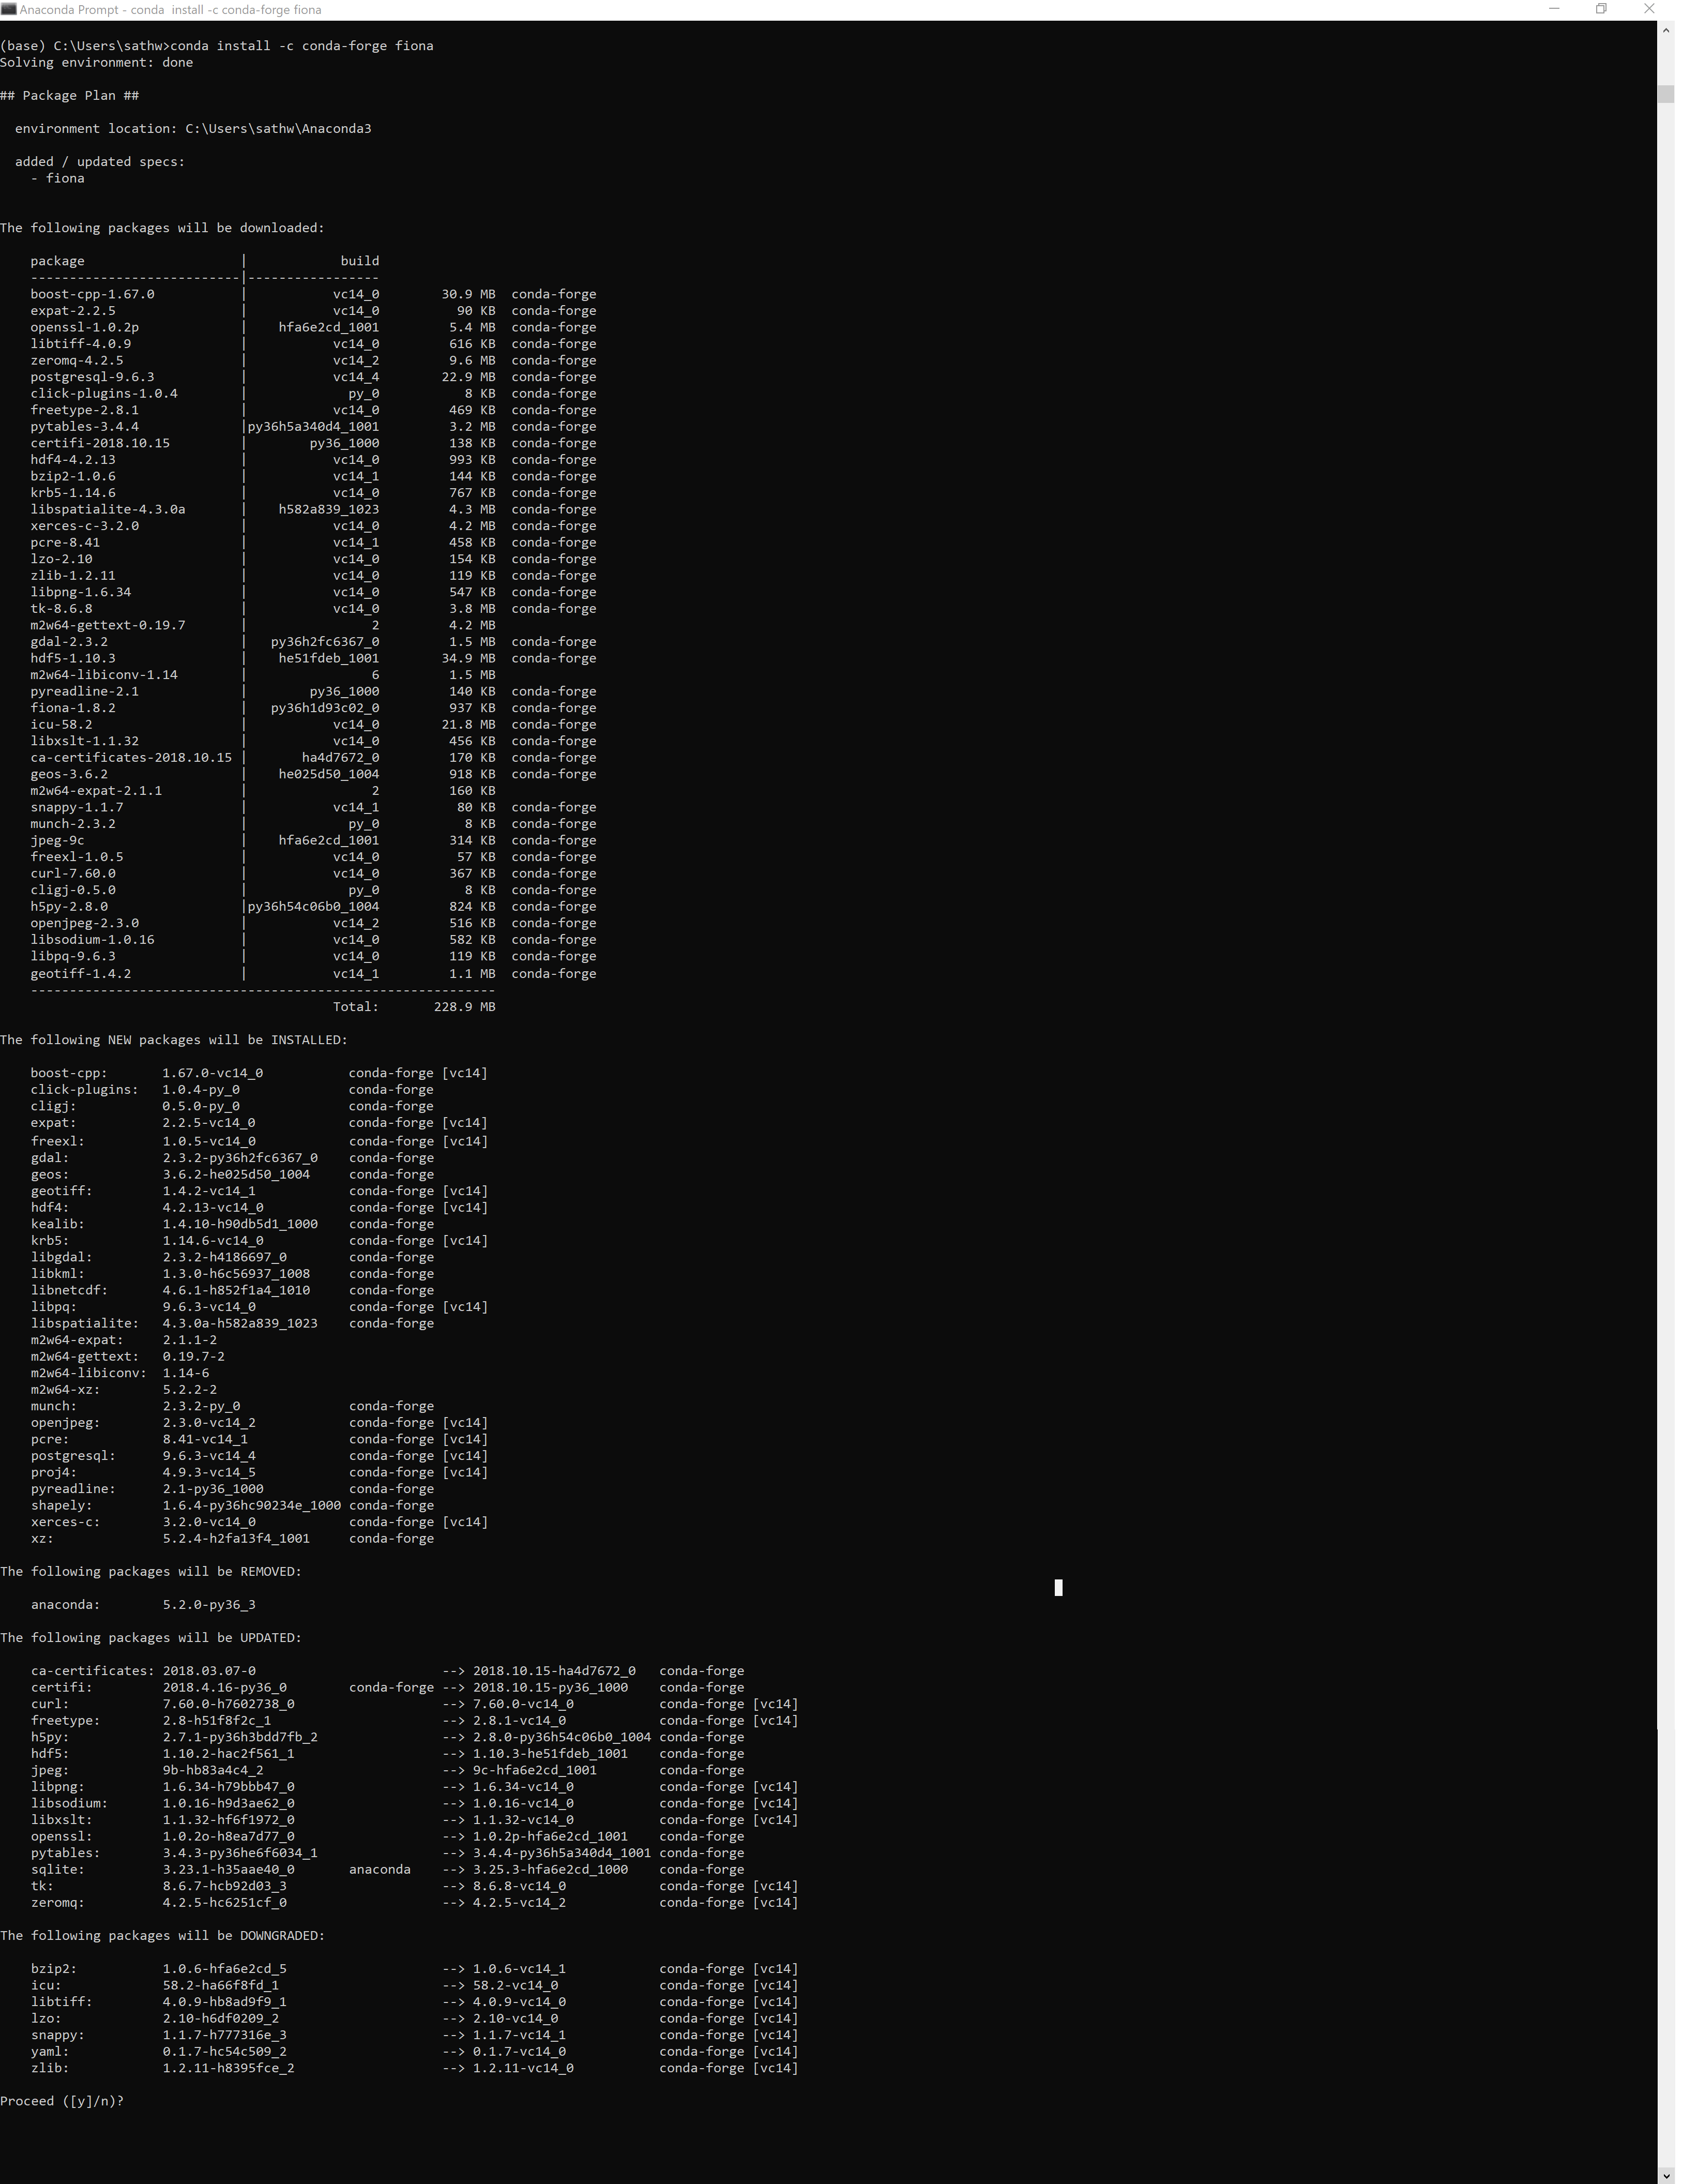 Anaconda Prompt - conda  install -c conda-forge fiona
(base) C:\Users\sathw>conda install -c conda-forge fiona
Solving environment: done
## Package Plan ##
environment location: C:\Users\sathw\Anaconda3
added / updated specs:
- fiona
The following packages will be downloaded:
package | build
---------------------------|-----------------
boost-cpp-1.67.0 | vc14_0 30.9 MB conda-forge
expat-2.2.5 | vc14_0 90 KB conda-forge
openssl-1.0.2p | hfa6e2cd_1001 5.4 MB conda-forge
libtiff-4.0.9 | vc14_0 616 KB conda-forge
zeromq-4.2.5 | vc14_2 9.6 MB conda-forge
postgresql-9.6.3 | vc14_4 22.9 MB conda-forge
click-plugins-1.0.4 | py_0 8 KB conda-forge
freetype-2.8.1 | vc14_0 469 KB conda-forge
pytables-3.4.4 |py36h5a340d4_1001 3.2 MB conda-forge
certifi-2018.10.15 | py36_1000 138 KB conda-forge
hdf4-4.2.13 | vc14_0 993 KB conda-forge
bzip2-1.0.6 | vc14_1 144 KB conda-forge
krb5-1.14.6 | vc14_0 767 KB conda-forge
libspatialite-4.3.0a | h582a839_1023 4.3 MB conda-forge
xerces-c-3.2.0 | vc14_0 4.2 MB conda-forge
pcre-8.41 | vc14_1 458 KB conda-forge
lzo-2.10 | vc14_0 154 KB conda-forge
zlib-1.2.11 | vc14_0 119 KB conda-forge
libpng-1.6.34 | vc14_0 547 KB conda-forge
tk-8.6.8 | vc14_0 3.8 MB conda-forge
m2w64-gettext-0.19.7 | 2 4.2 MB
gdal-2.3.2 | py36h2fc6367_0 1.5 MB conda-forge
hdf5-1.10.3 | he51fdeb_1001 34.9 MB conda-forge
m2w64-libiconv-1.14 | 6 1.5 MB
pyreadline-2.1 | py36_1000 140 KB conda-forge
fiona-1.8.2 | py36h1d93c02_0 937 KB conda-forge
icu-58.2 | vc14_0 21.8 MB conda-forge
libxslt-1.1.32 | vc14_0 456 KB conda-forge
ca-certificates-2018.10.15 | ha4d7672_0 170 KB conda-forge
geos-3.6.2 | he025d50_1004 918 KB conda-forge
m2w64-expat-2.1.1 | 2 160 KB
snappy-1.1.7 | vc14_1 80 KB conda-forge
munch-2.3.2 | py_0 8 KB conda-forge
jpeg-9c | hfa6e2cd_1001 314 KB conda-forge
freexl-1.0.5 | vc14_0 57 KB conda-forge
curl-7.60.0 | vc14_0 367 KB conda-forge
cligj-0.5.0 | py_0 8 KB conda-forge
h5py-2.8.0 |py36h54c06b0_1004 824 KB conda-forge
openjpeg-2.3.0 | vc14_2 516 KB conda-forge
libsodium-1.0.16 | vc14_0 582 KB conda-forge
libpq-9.6.3 | vc14_0 119 KB conda-forge
geotiff-1.4.2 | vc14_1 1.1 MB conda-forge
------------------------------------------------------------
Total: 228.9 MB
The following NEW packages will be INSTALLED:
boost-cpp: 1.67.0-vc14_0 conda-forge [vc14]
click-plugins: 1.0.4-py_0 conda-forge
cligj: 0.5.0-py_0 conda-forge
expat: 2.2.5-vc14_0 conda-forge [vc14]
freexl: 1.0.5-vc14_0 conda-forge [vc14]
gdal: 2.3.2-py36h2fc6367_0 conda-forge
geos: 3.6.2-he025d50_1004 conda-forge
geotiff: 1.4.2-vc14_1 conda-forge [vc14]
hdf4: 4.2.13-vc14_0 conda-forge [vc14]
kealib: 1.4.10-h90db5d1_1000 conda-forge
krb5: 1.14.6-vc14_0 conda-forge [vc14]
libgdal: 2.3.2-h4186697_0 conda-forge
libkml: 1.3.0-h6c56937_1008 conda-forge
libnetcdf: 4.6.1-h852f1a4_1010 conda-forge
libpq: 9.6.3-vc14_0 conda-forge [vc14]
libspatialite: 4.3.0a-h582a839_1023 conda-forge
m2w64-expat: 2.1.1-2
m2w64-gettext: 0.19.7-2
m2w64-libiconv: 1.14-6
m2w64-xz: 5.2.2-2
munch: 2.3.2-py_0 conda-forge
openjpeg: 2.3.0-vc14_2 conda-forge [vc14]
pcre: 8.41-vc14_1 conda-forge [vc14]
postgresql: 9.6.3-vc14_4 conda-forge [vc14]
proj4: 4.9.3-vc14_5 conda-forge [vc14]
pyreadline: 2.1-py36_1000 conda-forge
shapely: 1.6.4-py36hc90234e_1000 conda-forge
xerces-c: 3.2.0-vc14_0 conda-forge [vc14]
xz: 5.2.4-h2fa13f4_1001 conda-forge
The following packages will be REMOVED:
anaconda: 5.2.0-py36_3
The following packages will be UPDATED:
ca-certificates: 2018.03.07-0 --> 2018.10.15-ha4d7672_0 conda-forge
certifi: 2018.4.16-py36_0 conda-forge --> 2018.10.15-py36_1000 conda-forge
curl: 7.60.0-h7602738_0 --> 7.60.0-vc14_0 conda-forge [vc14]
freetype: 2.8-h51f8f2c_1 --> 2.8.1-vc14_0 conda-forge [vc14]
h5py: 2.7.1-py36h3bdd7fb_2 --> 2.8.0-py36h54c06b0_1004 conda-forge
hdf5: 1.10.2-hac2f561_1 --> 1.10.3-he51fdeb_1001 conda-forge
jpeg: 9b-hb83a4c4_2 --> 9c-hfa6e2cd_1001 conda-forge
libpng: 1.6.34-h79bbb47_0 --> 1.6.34-vc14_0 conda-forge [vc14]
libsodium: 1.0.16-h9d3ae62_0 --> 1.0.16-vc14_0 conda-forge [vc14]
libxslt: 1.1.32-hf6f1972_0 --> 1.1.32-vc14_0 conda-forge [vc14]
openssl: 1.0.2o-h8ea7d77_0 --> 1.0.2p-hfa6e2cd_1001 conda-forge
pytables: 3.4.3-py36he6f6034_1 --> 3.4.4-py36h5a340d4_1001 conda-forge
sqlite: 3.23.1-h35aae40_0 anaconda --> 3.25.3-hfa6e2cd_1000 conda-forge
tk: 8.6.7-hcb92d03_3 --> 8.6.8-vc14_0 conda-forge [vc14]
zeromq: 4.2.5-hc6251cf_0 --> 4.2.5-vc14_2 conda-forge [vc14]
The following packages will be DOWNGRADED:
bzip2: 1.0.6-hfa6e2cd_5 --> 1.0.6-vc14_1 conda-forge [vc14]
icu: 58.2-ha66f8fd_1 --> 58.2-vc14_0 conda-forge [vc14]
libtiff: 4.0.9-hb8ad9f9_1 --> 4.0.9-vc14_0 conda-forge [vc14]
lzo: 2.10-h6df0209_2 --> 2.10-vc14_0 conda-forge [vc14]
snappy: 1.1.7-h777316e_3 --> 1.1.7-vc14_1 conda-forge [vc14]
yaml: 0.1.7-hc54c509_2 --> 0.1.7-vc14_0 conda-forge [vc14]
zlib: 1.2.11-h8395fce_2 --> 1.2.11-vc14_0 conda-forge [vc14]
Proceed ([y]/n)?